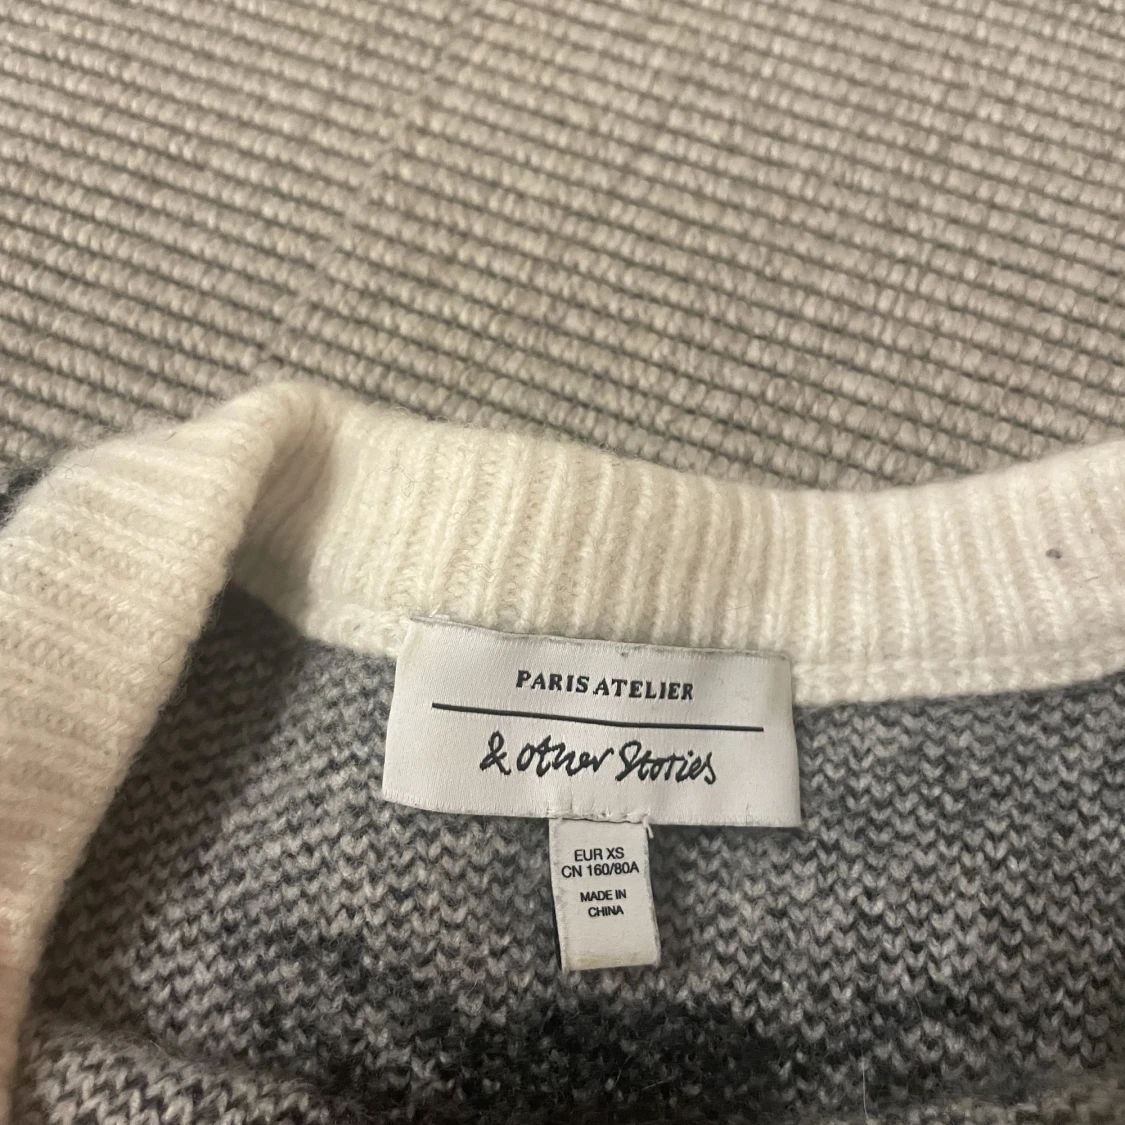 PARIS ATELIER
& other Stories
EUR XS
CN 160/80A
MADE IN
CHINA